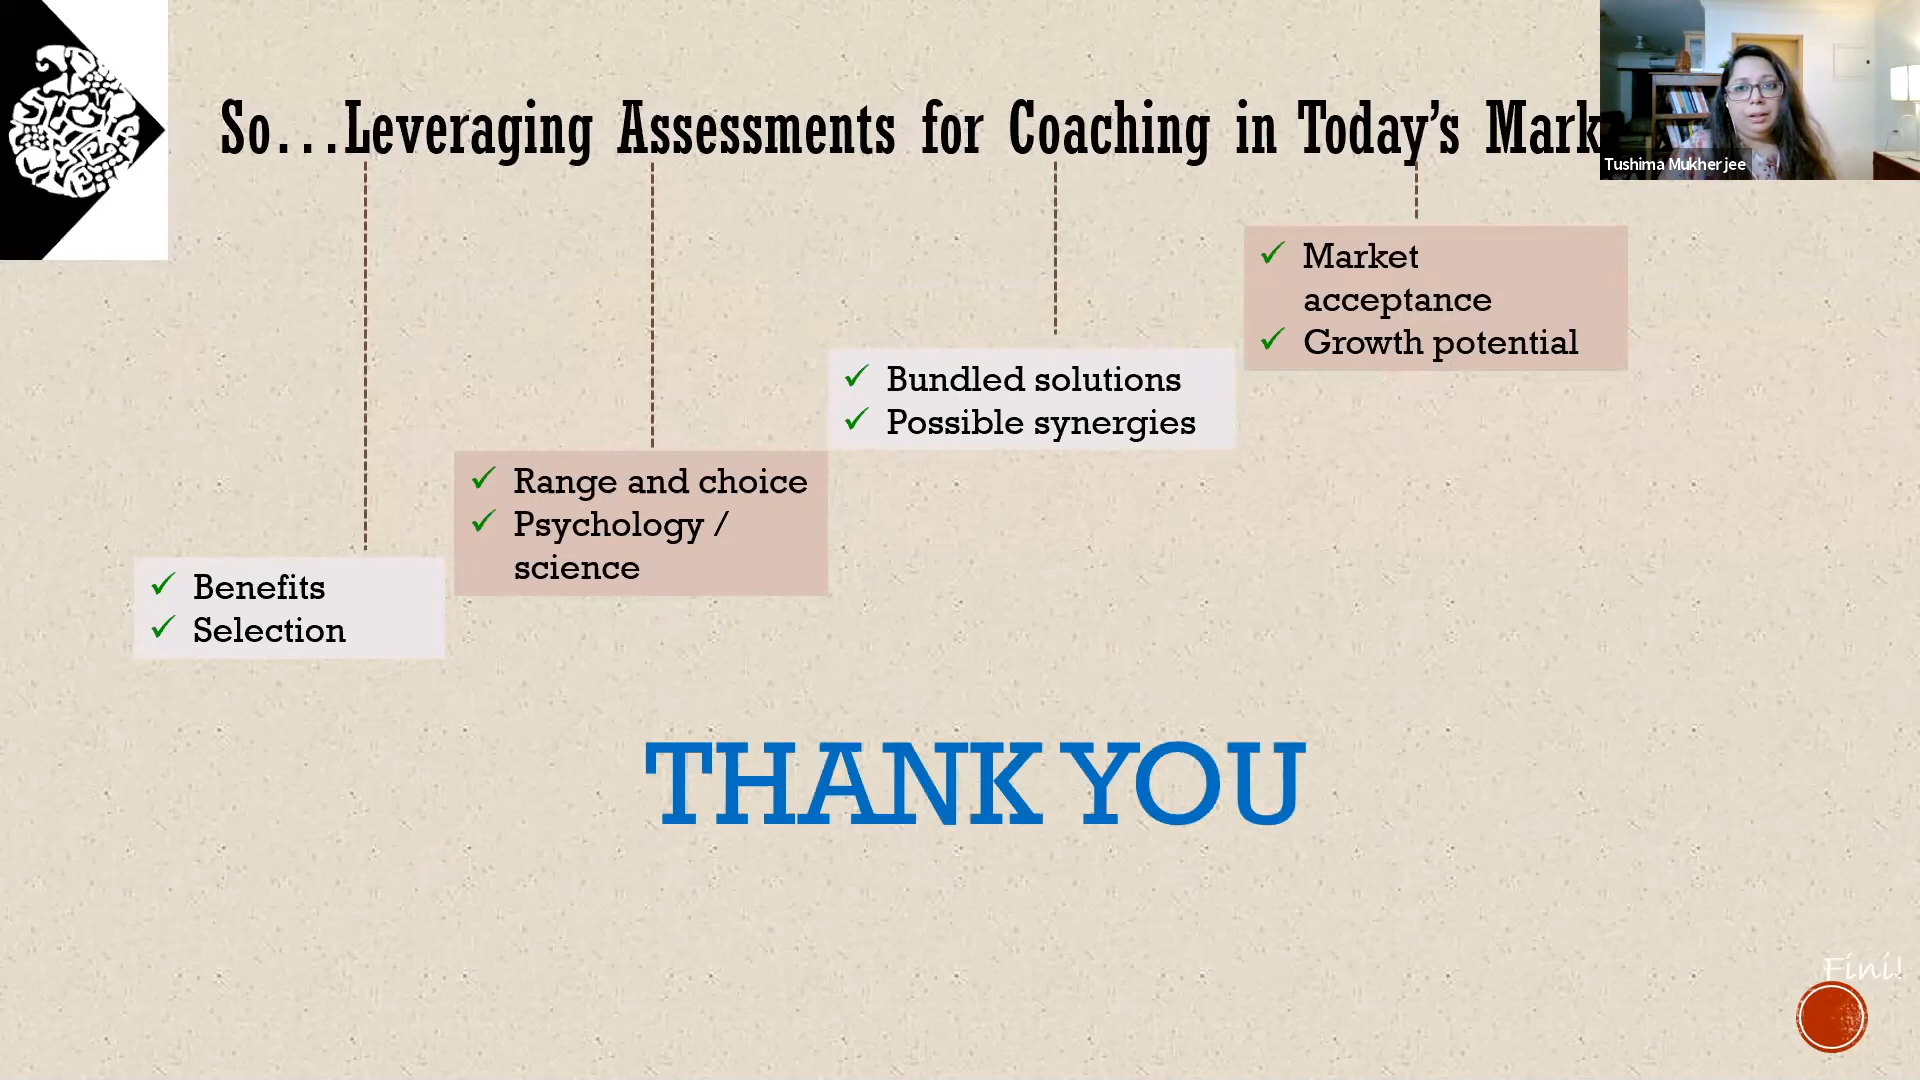 So...Leveraging Assessments for Coaching in Today's Mark
Tushima Mukherjee
Market
acceptance
Growth potential
Bundled solutions
Possible synergies
Range and choice
Psychology /
science
Benefits
Selection
THANK YOU
Fini!